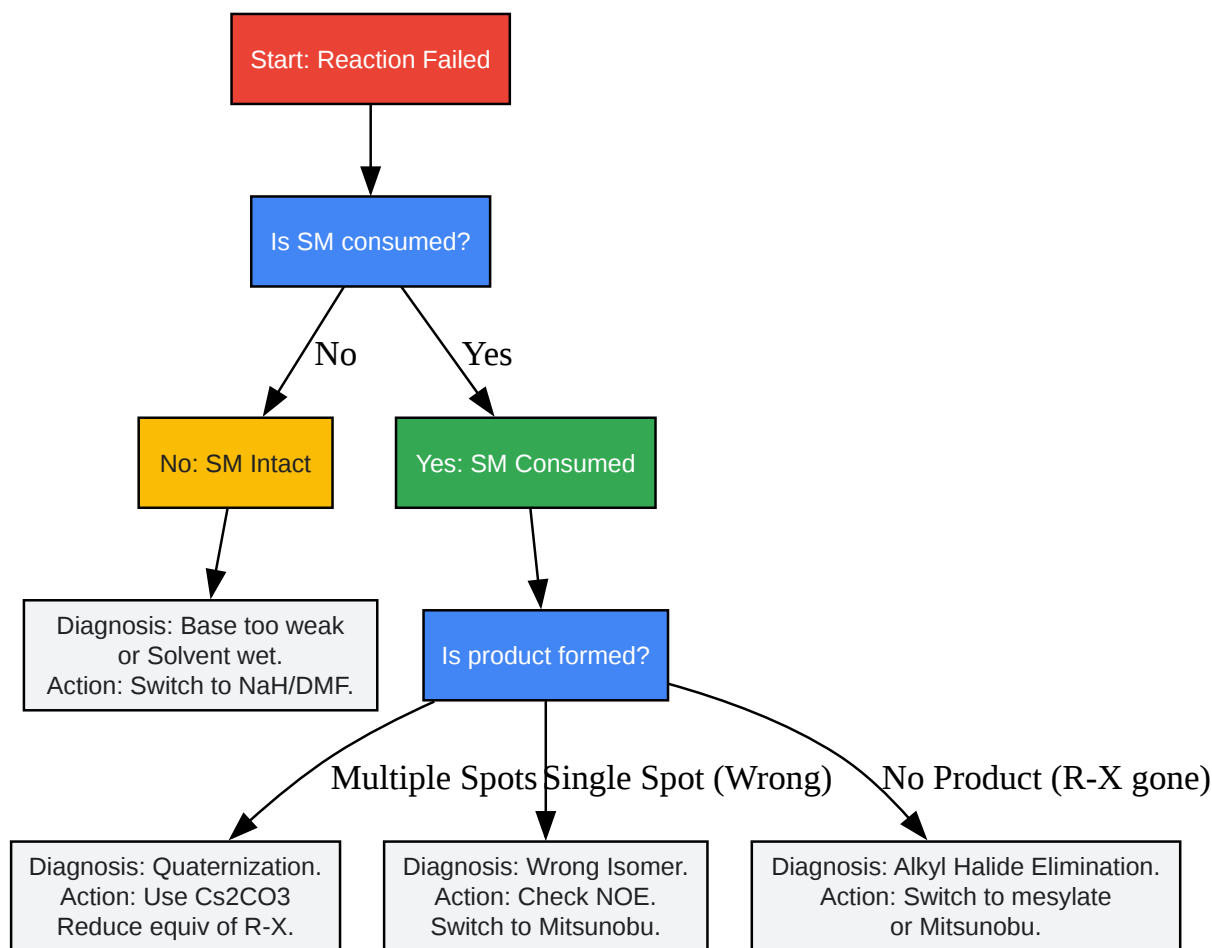 Start: Reaction Failed
Is SM consumed?
No
Yes
No: SM Intact
Yes: SM Consumed
Diagnosis: Base too weak
or Solvent wet.
Action: Switch to NaH/DMF.
Is product formed?
Multiple Spots
Single Spot (Wrong)
No Product (R-X gone)
Diagnosis: Quaternization.
Action: Use Cs2CO3
Reduce equiv of R-X.
Diagnosis: Wrong Isomer.
Action: Check NOE.
Switch to Mitsunobu.
Diagnosis: Alkyl Halide Elimination.
Action: Switch to mesylate
or Mitsunobu.